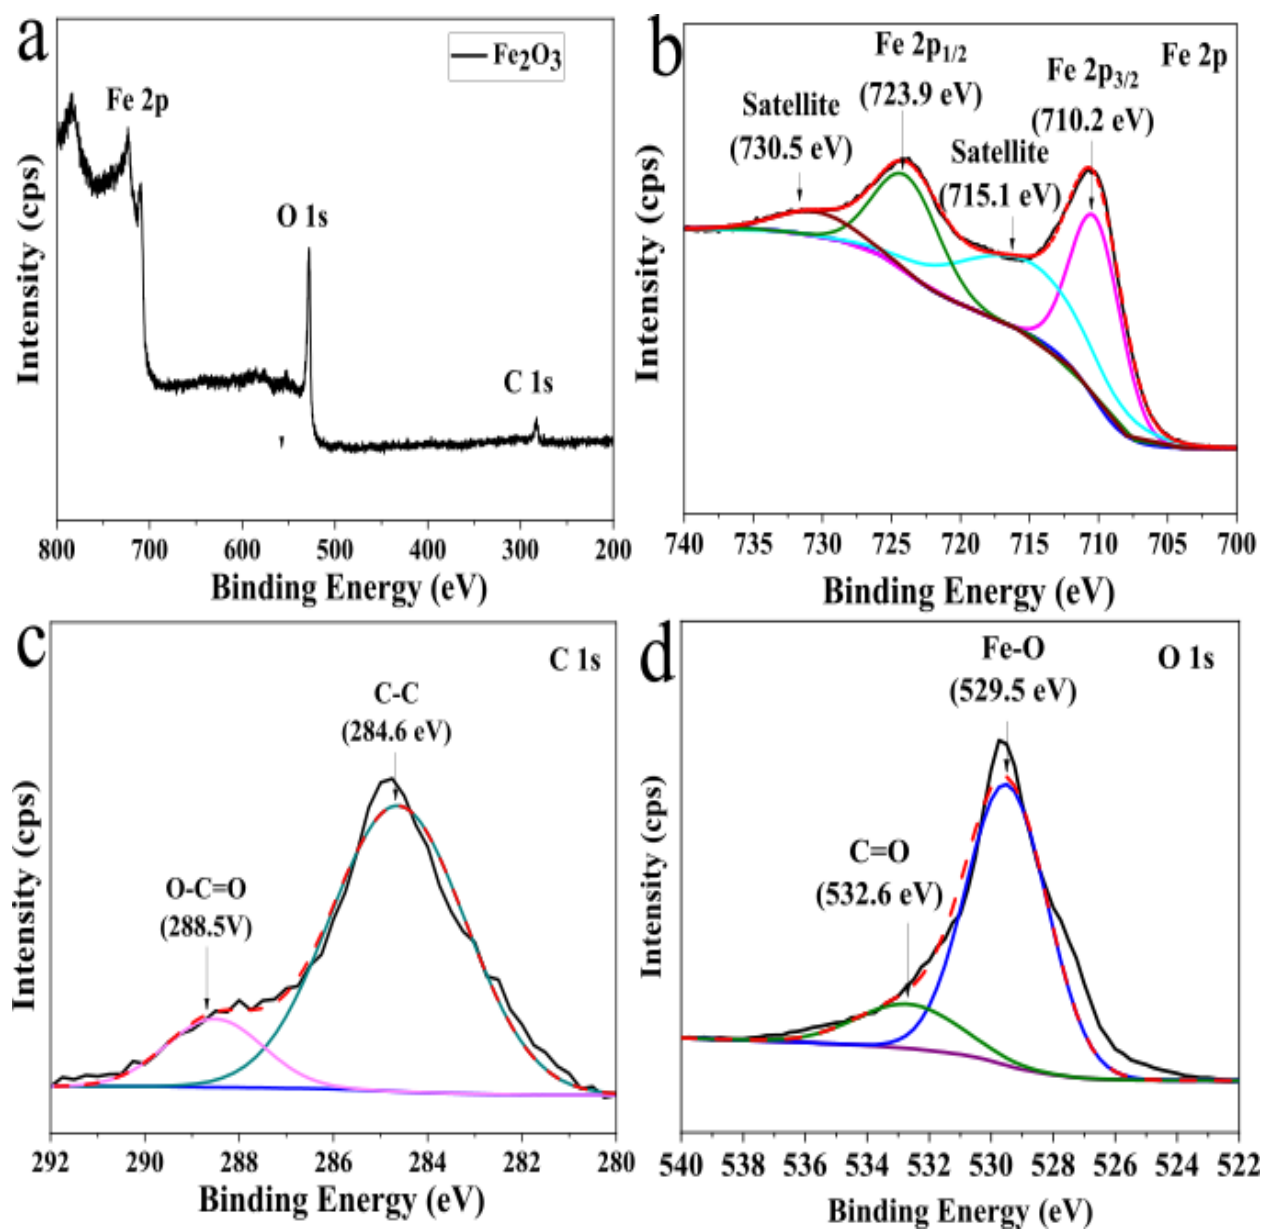 a
Fe₂O₃
Fe 2p
O 1s
C 1s
Intensity (cps)
800 700 600 500 400 300 200
Binding Energy (eV)
b
Fe 2p
Fe 2p₁/₂
(723.9 eV)
Fe 2p₃/₂
(710.2 eV)
Satellite
(730.5 eV)
Satellite
(715.1 eV)
Intensity (cps)
740 735 730 725 720 715 710 705 700
Binding Energy (eV)
c
C 1s
C-C
(284.6 eV)
O-C=O
(288.5V)
Intensity (cps)
292 290 288 286 284 282 280
Binding Energy (eV)
d
O 1s
Fe-O
(529.5 eV)
C=O
(532.6 eV)
Intensity (cps)
540 538 536 534 532 530 528 526 524 522
Binding Energy (eV)